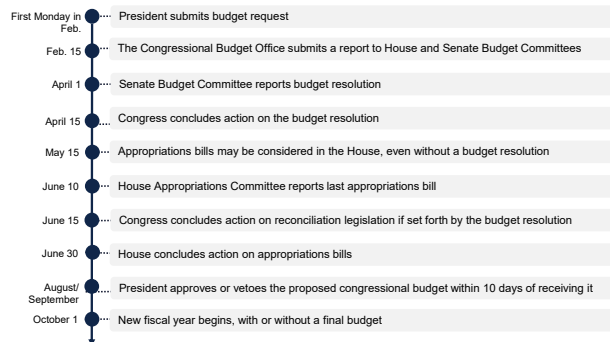 First Monday in
Feb.
President submits budget request
Feb. 15
The Congressional Budget Office submits a report to House and Senate Budget Committees
April 1
Senate Budget Committee reports budget resolution
April 15
Congress concludes action on the budget resolution
May 15
Appropriations bills may be considered in the House, even without a budget resolution
June 10
House Appropriations Committee reports last appropriations bill
June 15
Congress concludes action on reconciliation legislation if set forth by the budget resolution
June 30
House concludes action on appropriations bills
August/
September
President approves or vetoes the proposed congressional budget within 10 days of receiving it
October 1
New fiscal year begins, with or without a final budget